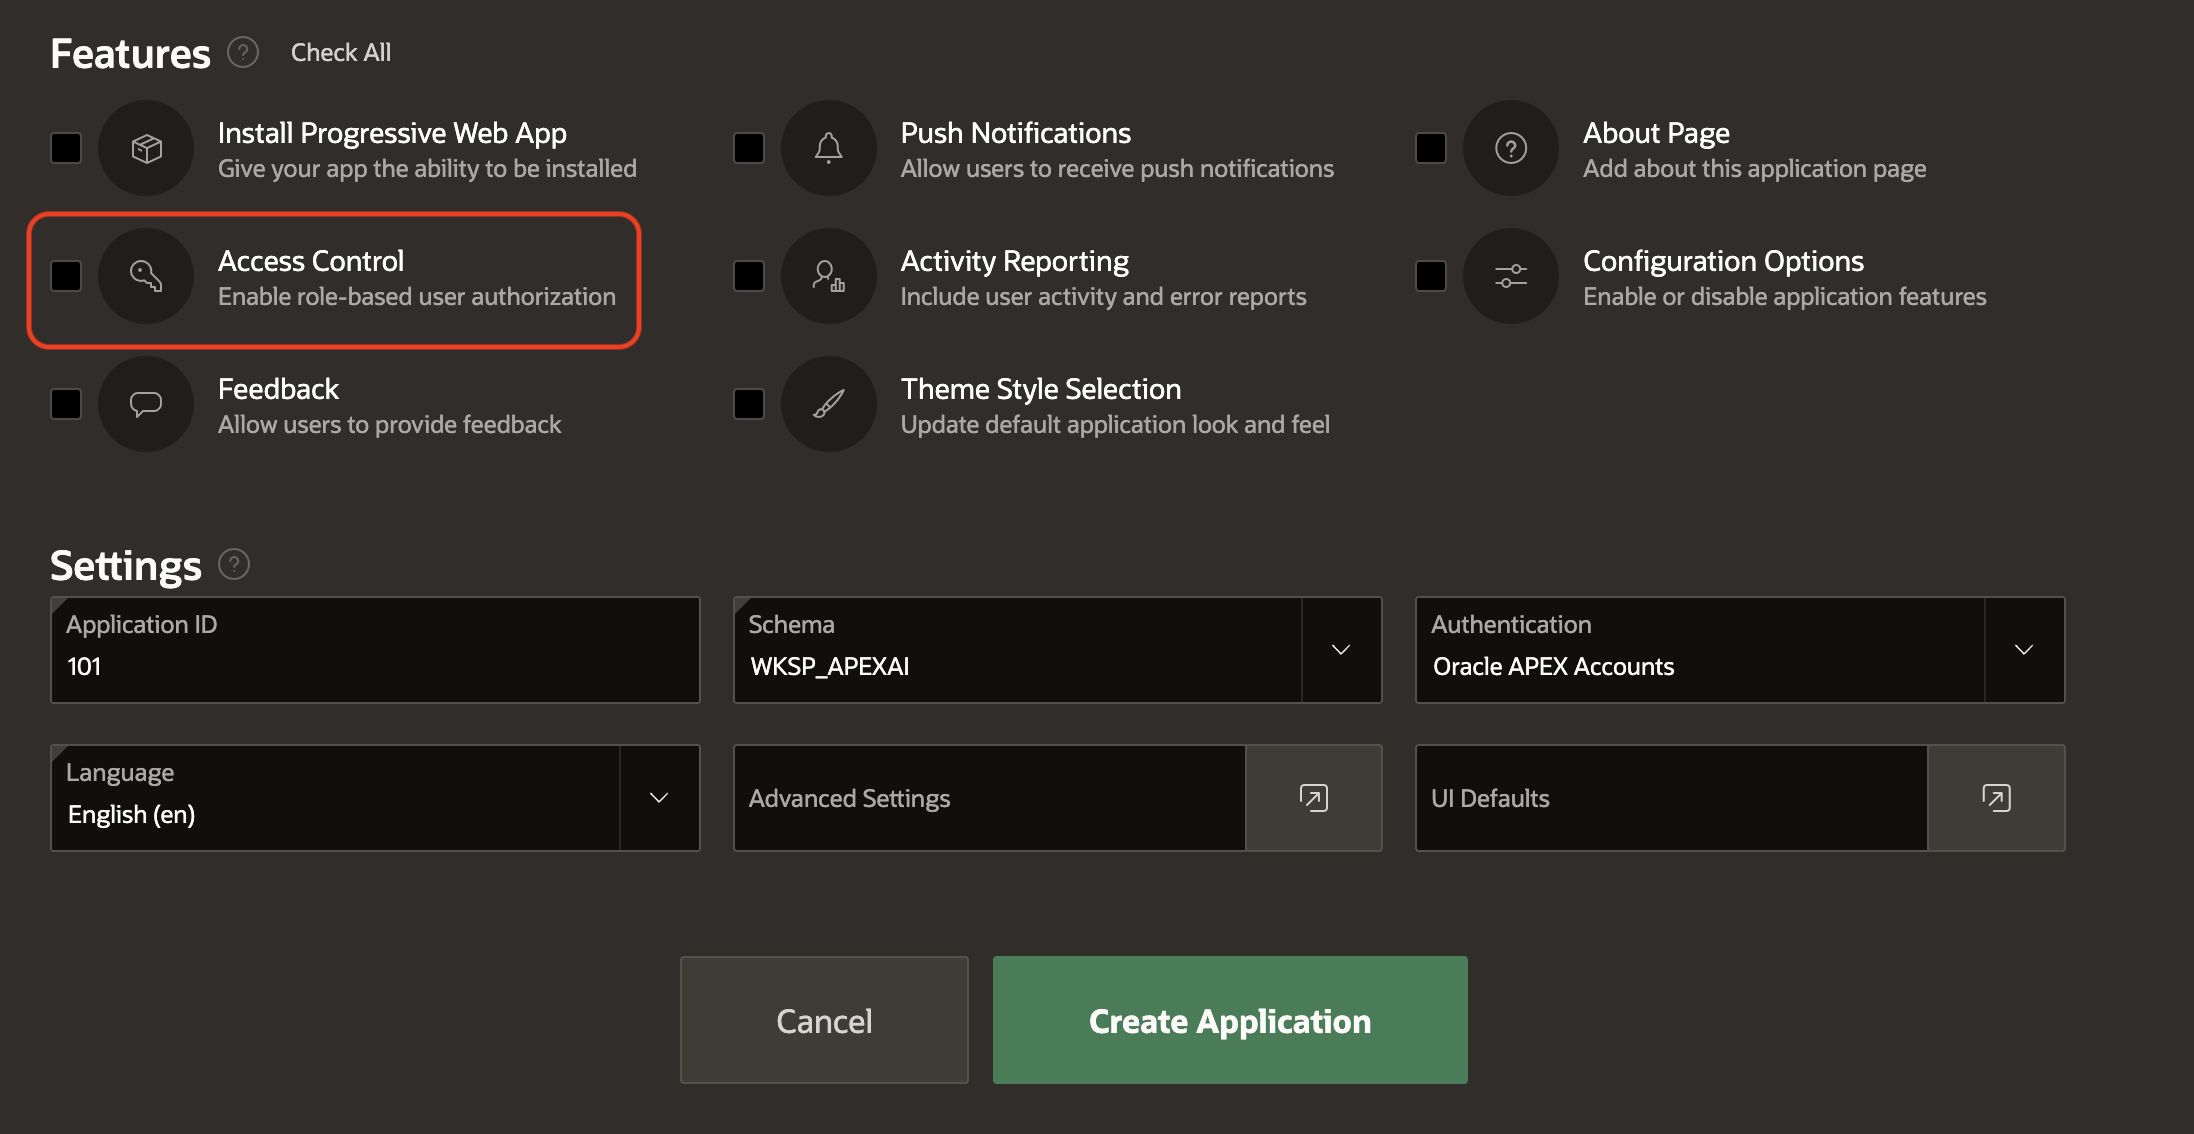 Features ? Check All
Install Progressive Web App
Give your app the ability to be installed
Push Notifications
Allow users to receive push notifications
? About Page
Add about this application page
Access Control
Enable role-based user authorization
Activity Reporting
Include user activity and error reports
Configuration Options
Enable or disable application features
Feedback
Allow users to provide feedback
Theme Style Selection
Update default application look and feel
Settings ?
Application ID
101
Schema
WKSP_APEXAI
Authentication
Oracle APEX Accounts
Language
English (en)
Advanced Settings
UI Defaults
Cancel
Create Application